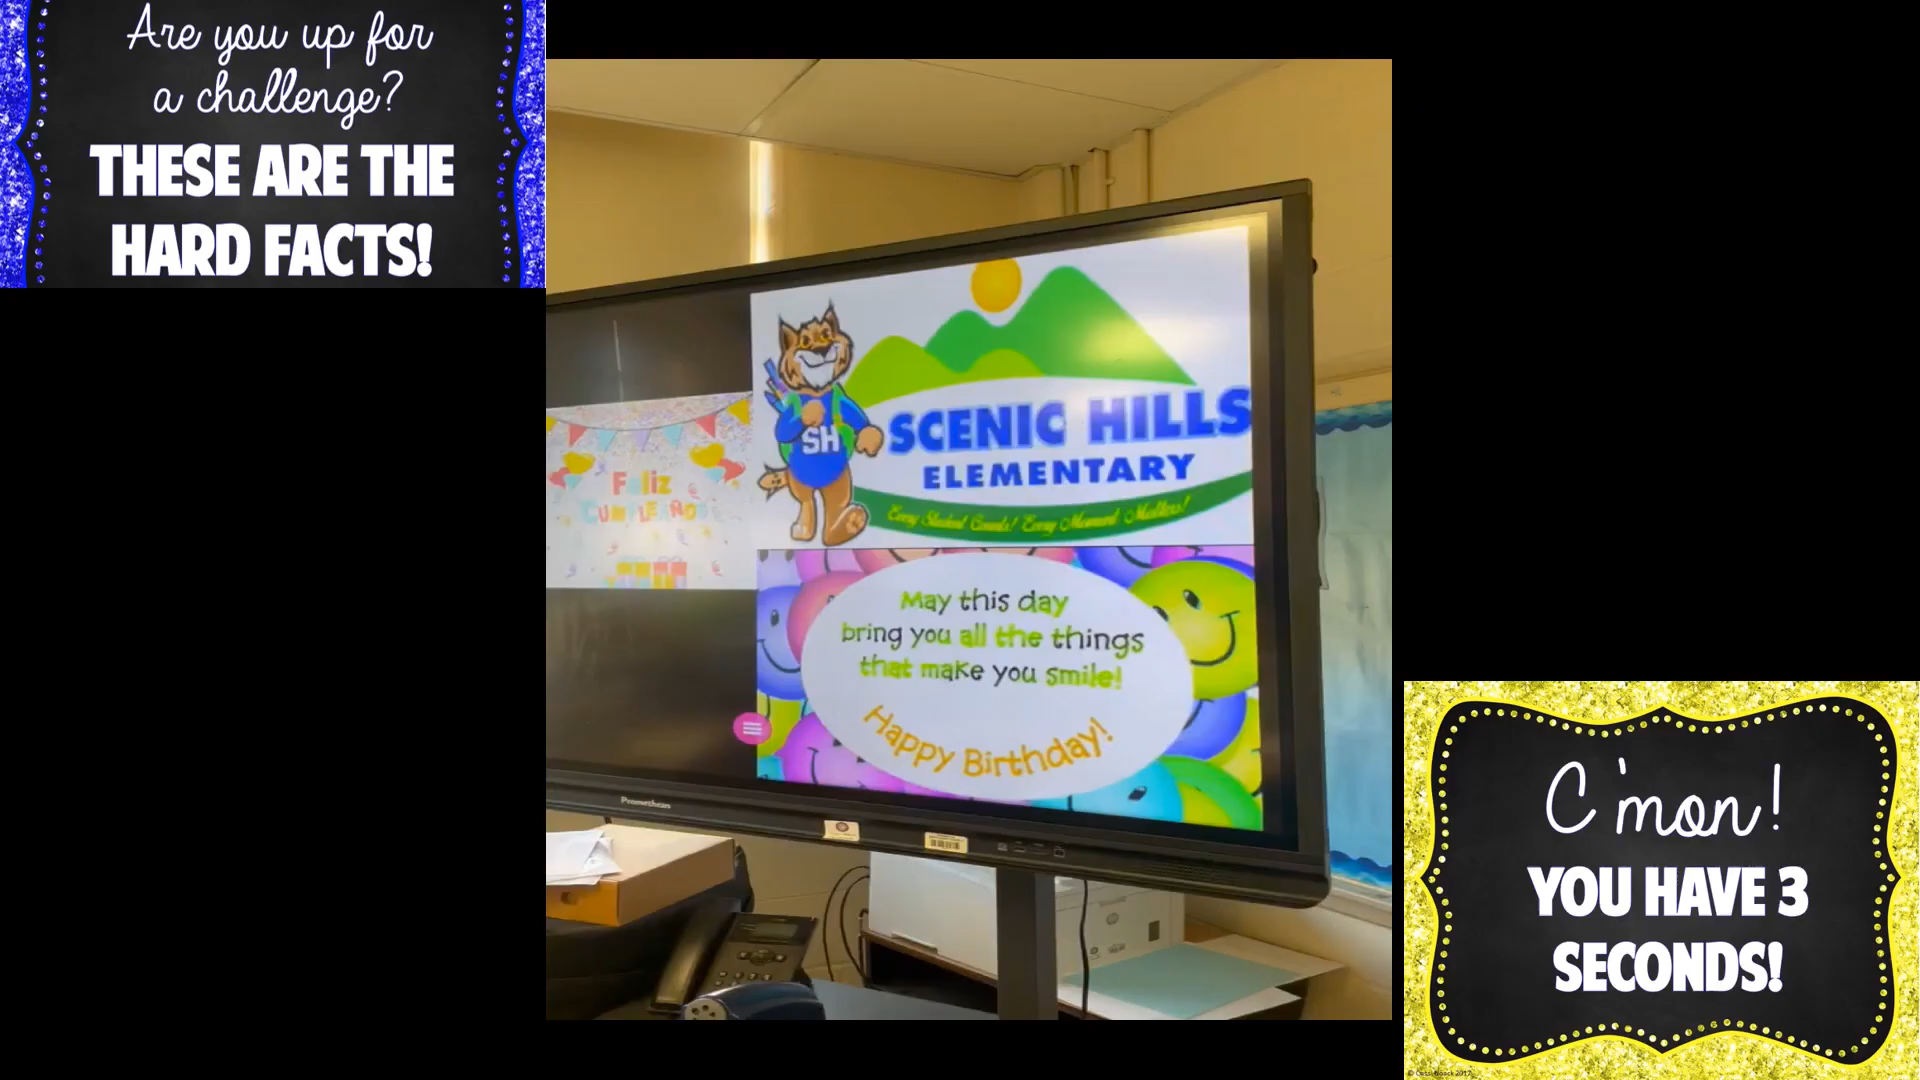 Are you up for
a challenge?
THESE ARE THE
HARD FACTS!
SH
SCENIC HILLS
ELEMENTARY
Every Student Counts! Every Moment Matters!
Feliz
CUMPLEAÑOS
May this day
bring you all the things
that make you smile!
Happy Birthday!
Promethean
C'mon!
YOU HAVE 3
SECONDS!